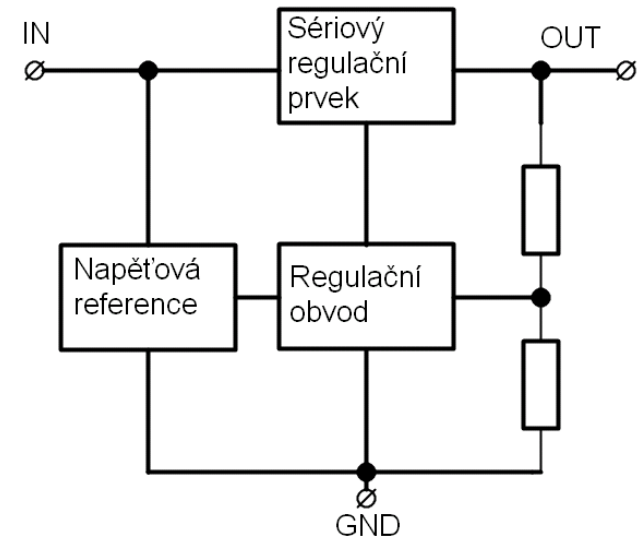 IN
Sériový
regulační
prvek
OUT
Napěťová
reference
Regulační
obvod
GND